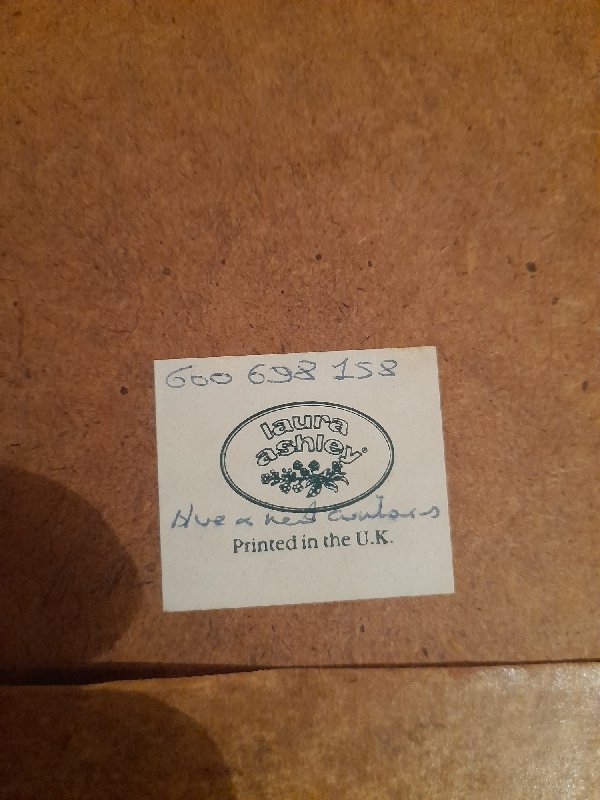 600 698 158
laura
ashley®
a
Printed in the U.K.